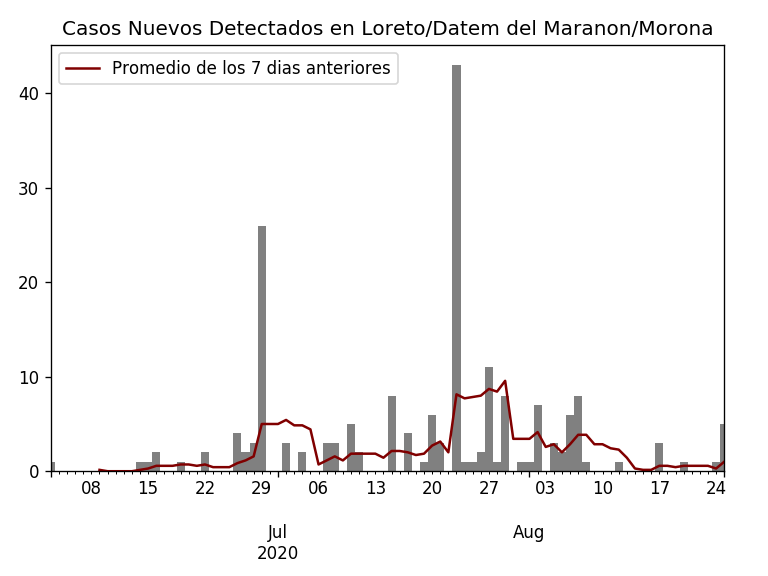 Casos Nuevos Detectados en Loreto/Datem del Maranon/Morona
Promedio de los 7 dias anteriores
40
30
20
10
0
08 15 22 29 06 13 20 27 03 10 17 24
Jul Aug
2020